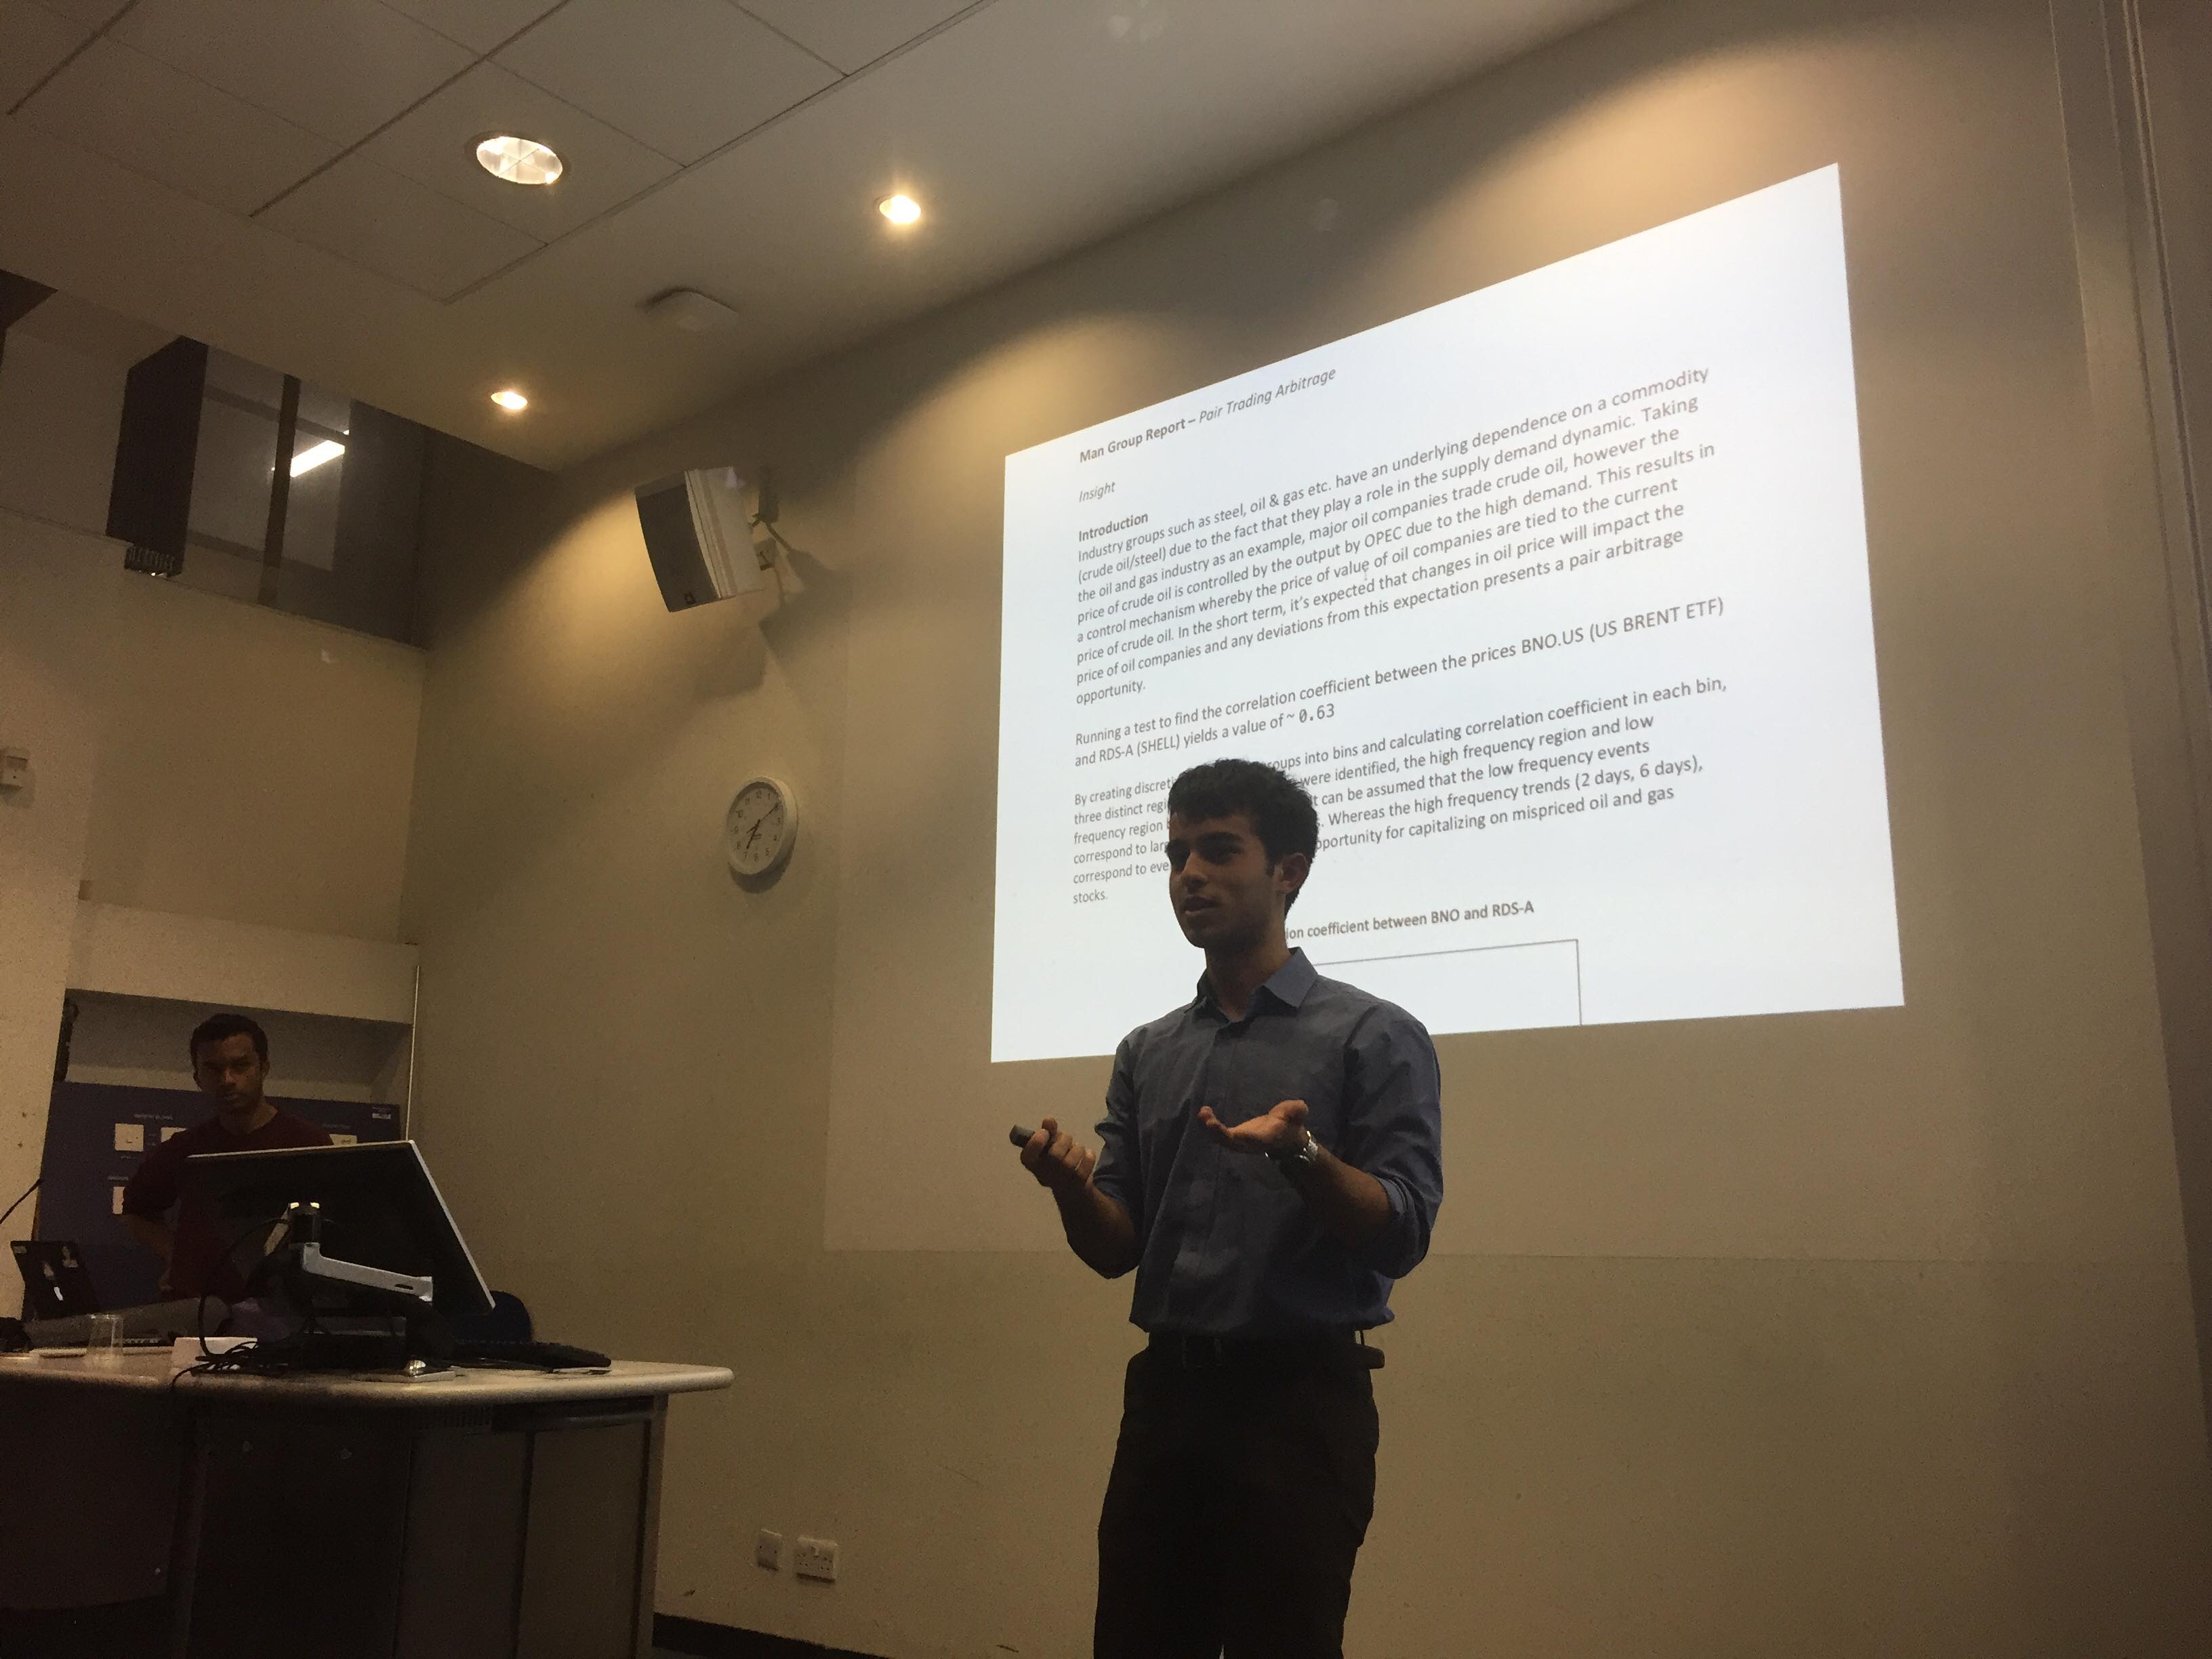 Man Group Report – Pair Trading Arbitrage
Insight
Introduction
Industry groups such as steel, oil & gas etc. have an underlying dependence on a commodity
(crude oil/steel) due to the fact that they play a role in the supply demand dynamic. Taking
the oil and gas industry as an example, major oil companies trade crude oil, however the
price of crude oil is controlled by the output by OPEC due to the high demand. This results in
a control mechanism whereby the price of value of oil companies are tied to the current
price of crude oil. In the short term, it's expected that changes in oil price will impact the
price of oil companies and any deviations from this expectation presents a pair arbitrage
opportunity.
Running a test to find the correlation coefficient between the prices BNO.US (US BRENT ETF)
and RDS-A (SHELL) yields a value of ~ 0.63
By creating into bins and calculating correlation coefficient in each bin,
three distinct were identified, the high frequency region and low
frequency region can be assumed that the low frequency events
correspond to Whereas the high frequency trends (2 days, 6 days),
correspond to opportunity for capitalizing on mispriced oil and gas
stocks.
coefficient between BNO and RDS-A